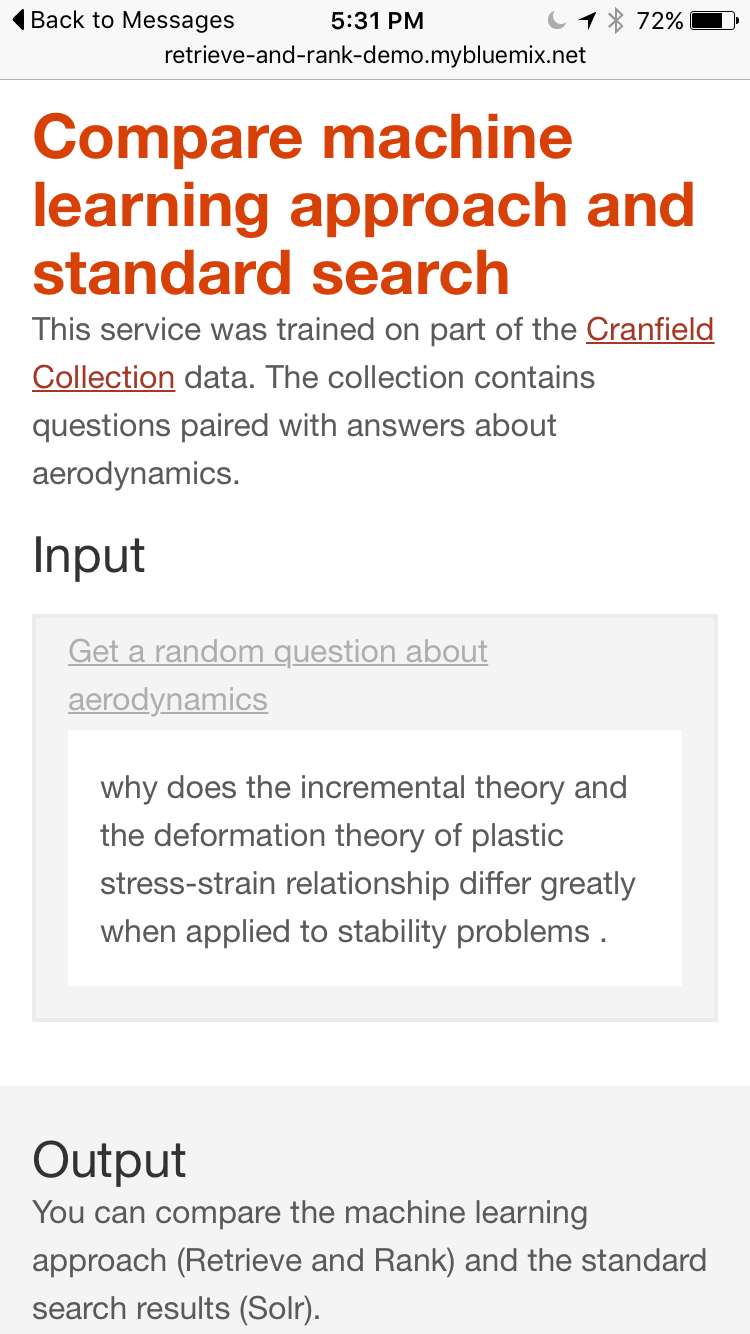 Back to Messages 5:31 PM 72%
retrieve-and-rank-demo.mybluemix.net
Compare machine
learning approach and
standard search
This service was trained on part of the Cranfield
Collection data. The collection contains
questions paired with answers about
aerodynamics.
Input
Get a random question about
aerodynamics
why does the incremental theory and
the deformation theory of plastic
stress-strain relationship differ greatly
when applied to stability problems .
Output
You can compare the machine learning
approach (Retrieve and Rank) and the standard
search results (Solr).